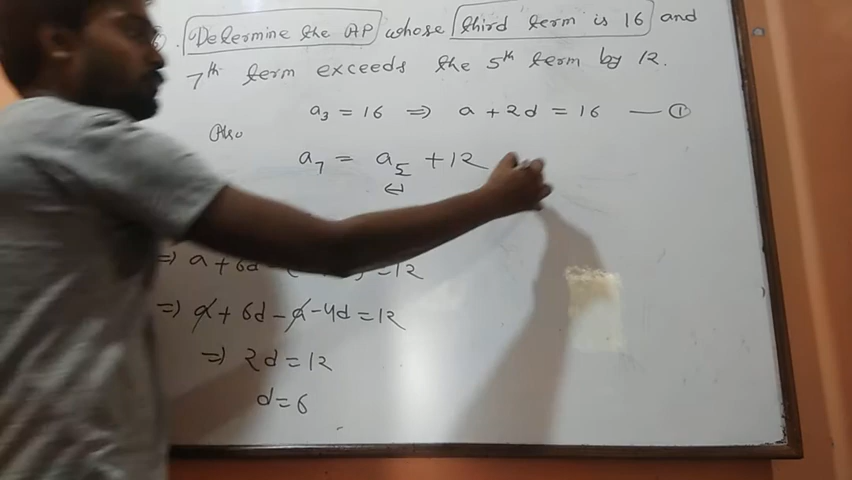 Determine the AP whose third term is 16 and
7th term exceeds the 5th term by 12.
a₃ = 16 ⇒ a + 2d = 16 — ①
Also
a₇ = a₅ + 12
⇒ a + 6d = 12
⇒ a + 6d - a - 4d = 12
⇒ 2d = 12
d = 6